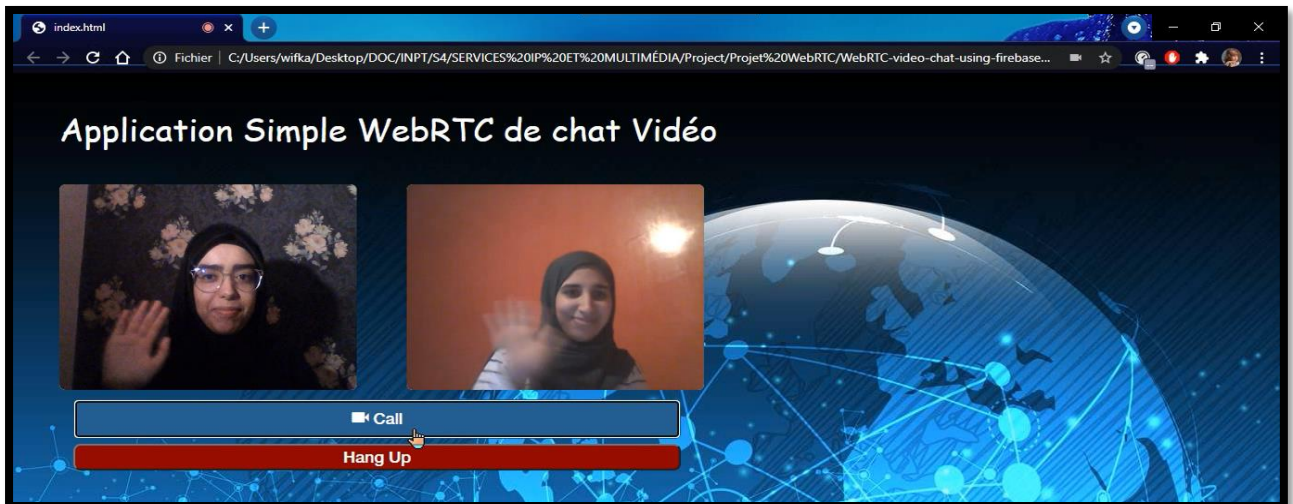 index.html
Fichier | C:/Users/wifka/Desktop/DOC/INPT/S4/SERVICES%20IP%20ET%20MULTIMÉDIA/Project/Projet%20WebRTC/WebRTC-video-chat-using-firebase...
Application Simple WebRTC de chat Vidéo
Call
Hang Up